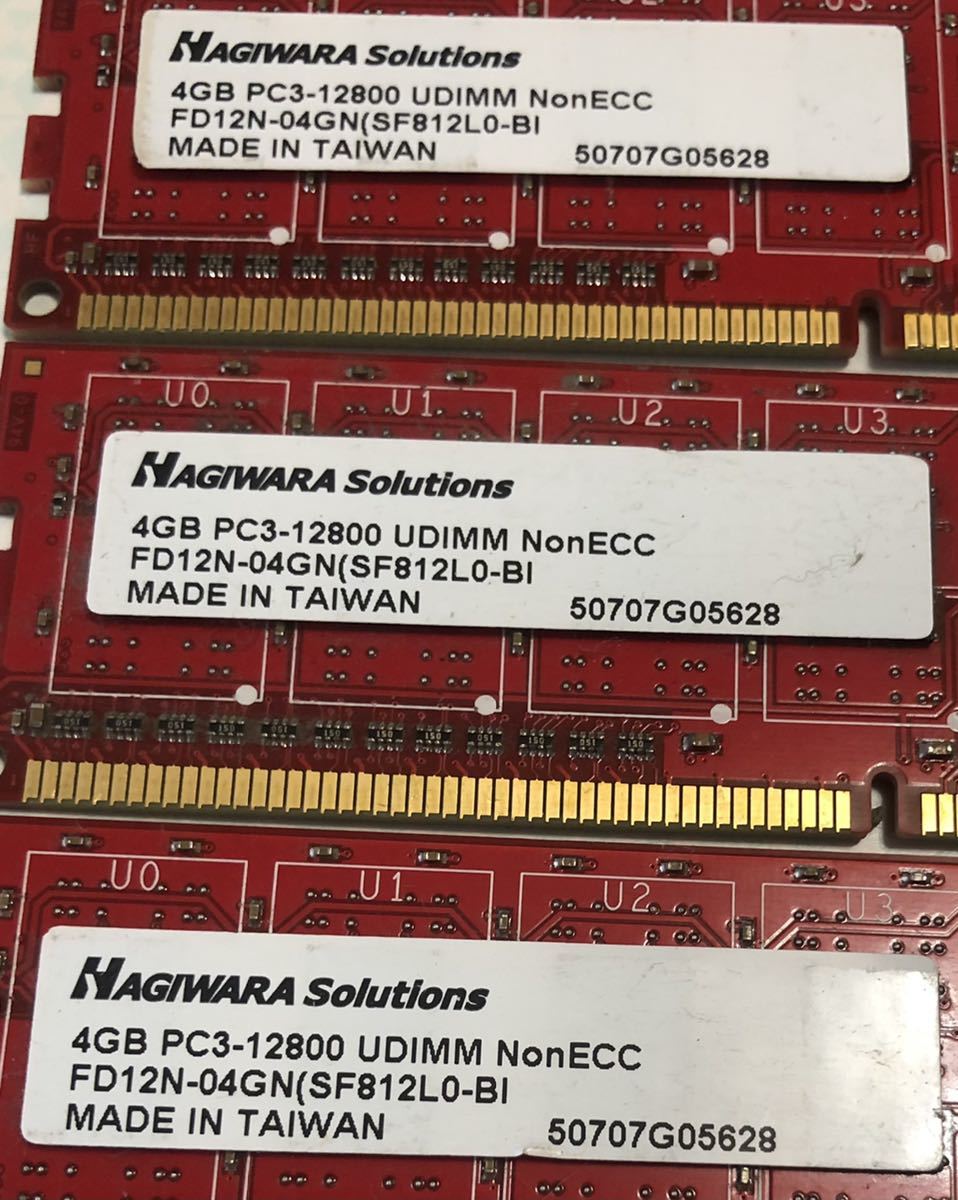 HAGIWARA Solutions
4GB PC3-12800 UDIMM NonECC
FD12N-04GN(SF812L0-BI
MADE IN TAIWAN 50707G05628
U0 U1 U2 U3
94V-0
HAGIWARA Solutions
4GB PC3-12800 UDIMM NonECC
FD12N-04GN(SF812L0-BI
MADE IN TAIWAN 50707G05628
U0 U1 U2 U3
HAGIWARA Solutions
4GB PC3-12800 UDIMM NonECC
FD12N-04GN(SF812L0-BI
MADE IN TAIWAN 50707G05628